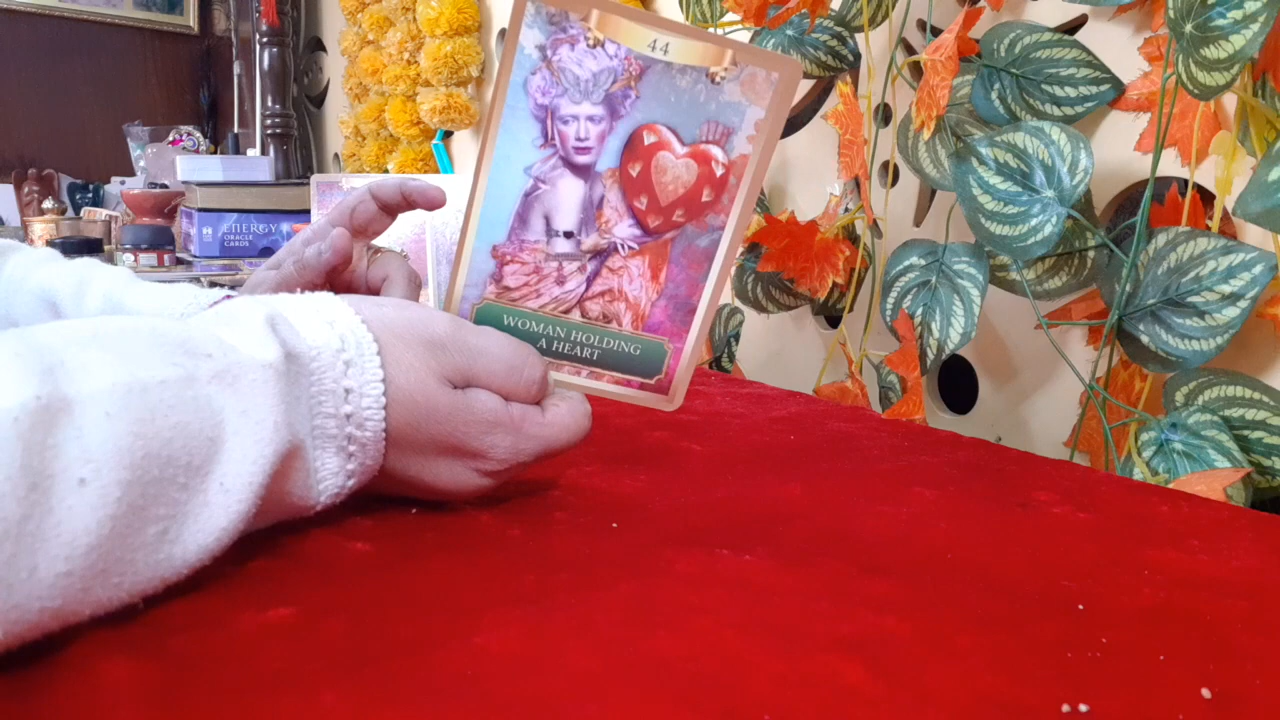 44
WOMAN HOLDING
A HEART
ENERGY
ORACLE
CARDS